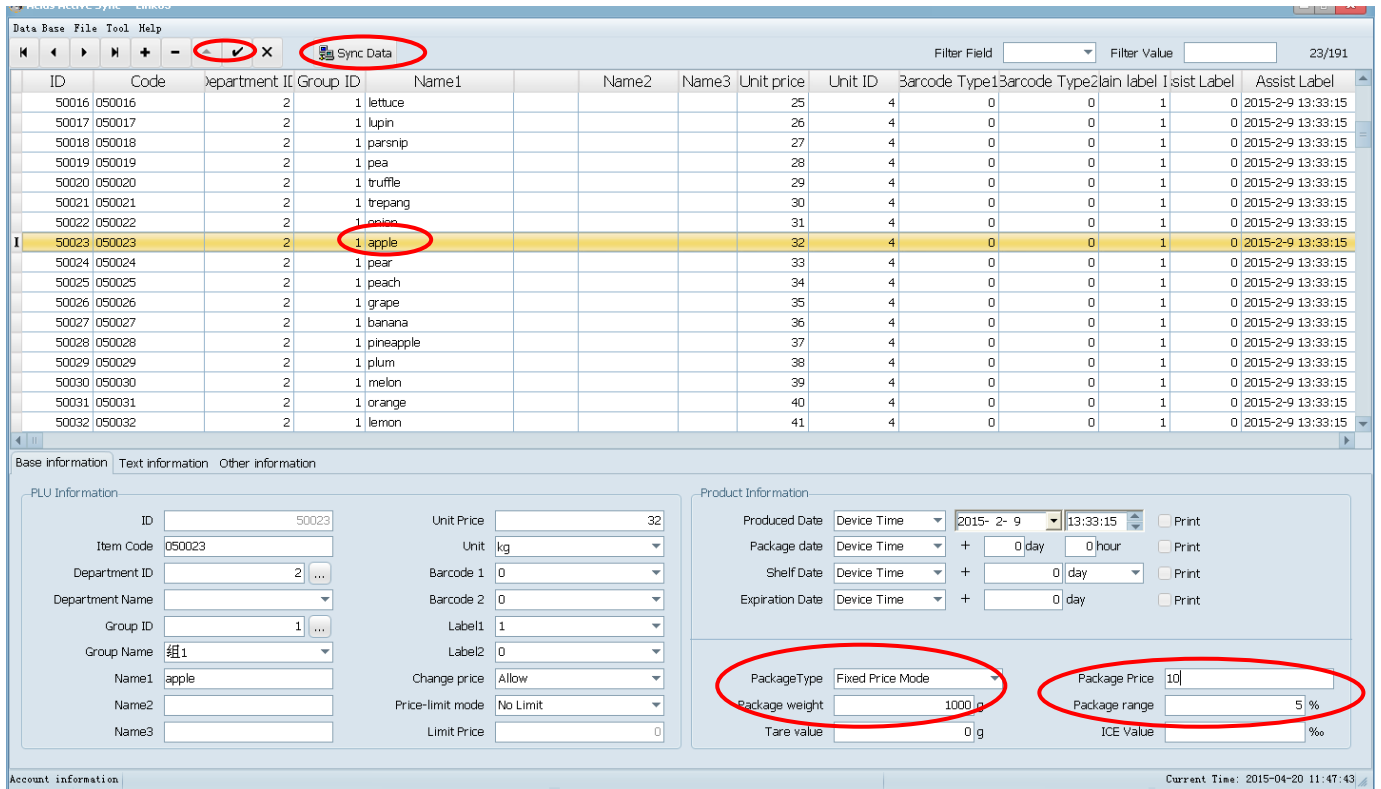 Aclas Active Sync - Link65
Data Base File Tool Help
Sync Data Filter Field Filter Value 23/191
ID Code Department ID Group ID Name1 Name2 Name3 Unit price Unit ID Barcode Type1 Barcode Type2 lain label I sist Label Assist Label
50016 050016 2 1 lettuce 25 4 0 0 1 0 2015-2-9 13:33:15
50017 050017 2 1 lupin 26 4 0 0 1 0 2015-2-9 13:33:15
50018 050018 2 1 parsnip 27 4 0 0 1 0 2015-2-9 13:33:15
50019 050019 2 1 pea 28 4 0 0 1 0 2015-2-9 13:33:15
50020 050020 2 1 truffle 29 4 0 0 1 0 2015-2-9 13:33:15
50021 050021 2 1 trepang 30 4 0 0 1 0 2015-2-9 13:33:15
50022 050022 2 1 onion 31 4 0 0 1 0 2015-2-9 13:33:15
50023 050023 2 1 apple 32 4 0 0 1 0 2015-2-9 13:33:15
50024 050024 2 1 pear 33 4 0 0 1 0 2015-2-9 13:33:15
50025 050025 2 1 peach 34 4 0 0 1 0 2015-2-9 13:33:15
50026 050026 2 1 grape 35 4 0 0 1 0 2015-2-9 13:33:15
50027 050027 2 1 banana 36 4 0 0 1 0 2015-2-9 13:33:15
50028 050028 2 1 pineapple 37 4 0 0 1 0 2015-2-9 13:33:15
50029 050029 2 1 plum 38 4 0 0 1 0 2015-2-9 13:33:15
50030 050030 2 1 melon 39 4 0 0 1 0 2015-2-9 13:33:15
50031 050031 2 1 orange 40 4 0 0 1 0 2015-2-9 13:33:15
50032 050032 2 1 lemon 41 4 0 0 1 0 2015-2-9 13:33:15
Base information Text information Other information
PLU Information
ID 50023 Unit Price 32
Item Code 050023 Unit kg
Department ID 2 ... Barcode 1 0
Department Name Barcode 2 0
Group ID 1 ... Label1 1
Group Name 组1 Label2 0
Name1 apple Change price Allow
Name2 Price-limit mode No Limit
Name3 Limit Price 0
Product Information
Produced Date Device Time 2015- 2- 9 13:33:15 Print
Package date Device Time + 0 day 0 hour Print
Shelf Date Device Time + 0 day Print
Expiration Date Device Time + 0 day Print
PackageType Fixed Price Mode Package Price 10
Package weight 1000 g Package range 5 %
Tare value 0 g ICE Value ‰
Account information Current Time: 2015-04-20 11:47:43